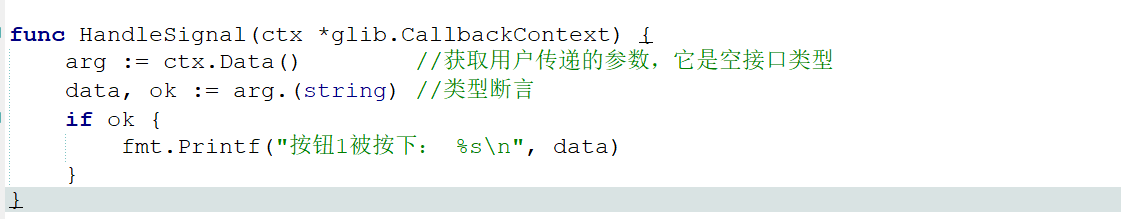 func HandleSignal(ctx *glib.CallbackContext) {
    arg := ctx.Data()        //获取用户传递的参数，它是空接口类型
    data, ok := arg.(string) //类型断言
    if ok {
        fmt.Printf("按钮1被按下： %s\n", data)
    }
}